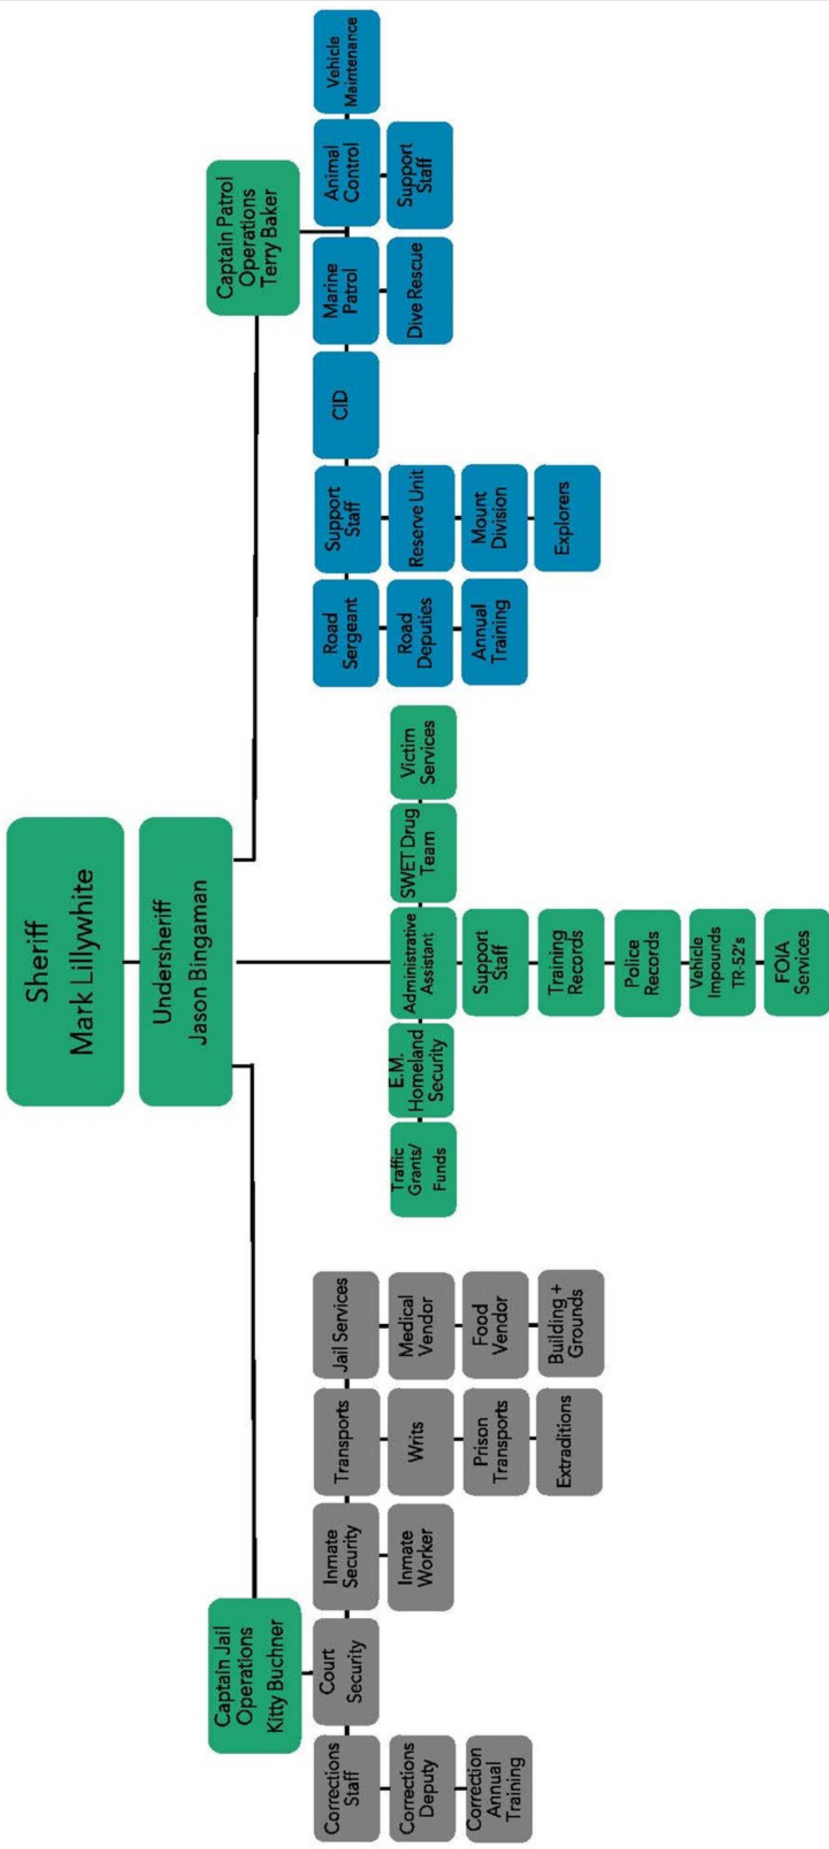 Sheriff
Mark Lillywhite
Undersheriff
Jason Bingaman
Captain Jail
Operations
Kitty Buchner
Captain Patrol
Operations
Terry Baker
Corrections
Staff
Corrections
Deputy
Correction
Annual
Training
Court
Security
Inmate
Security
Inmate
Worker
Transports
Writs
Prison
Transports
Extraditions
Jail Services
Medical
Vendor
Food
Vendor
Building +
Grounds
Traffic
Grants/
Funds
E.M.
Homeland
Security
Administrative
Assistant
Support
Staff
Training
Records
Police
Records
Vehicle
Impounds
TR-52's
FOIA
Services
SWET Drug
Team
Victim
Services
Road
Sergeant
Road
Deputies
Annual
Training
Support
Staff
Reserve Unit
Mount
Division
Explorers
CID
Marine
Patrol
Dive Rescue
Animal
Control
Support
Staff
Vehicle
Maintenance